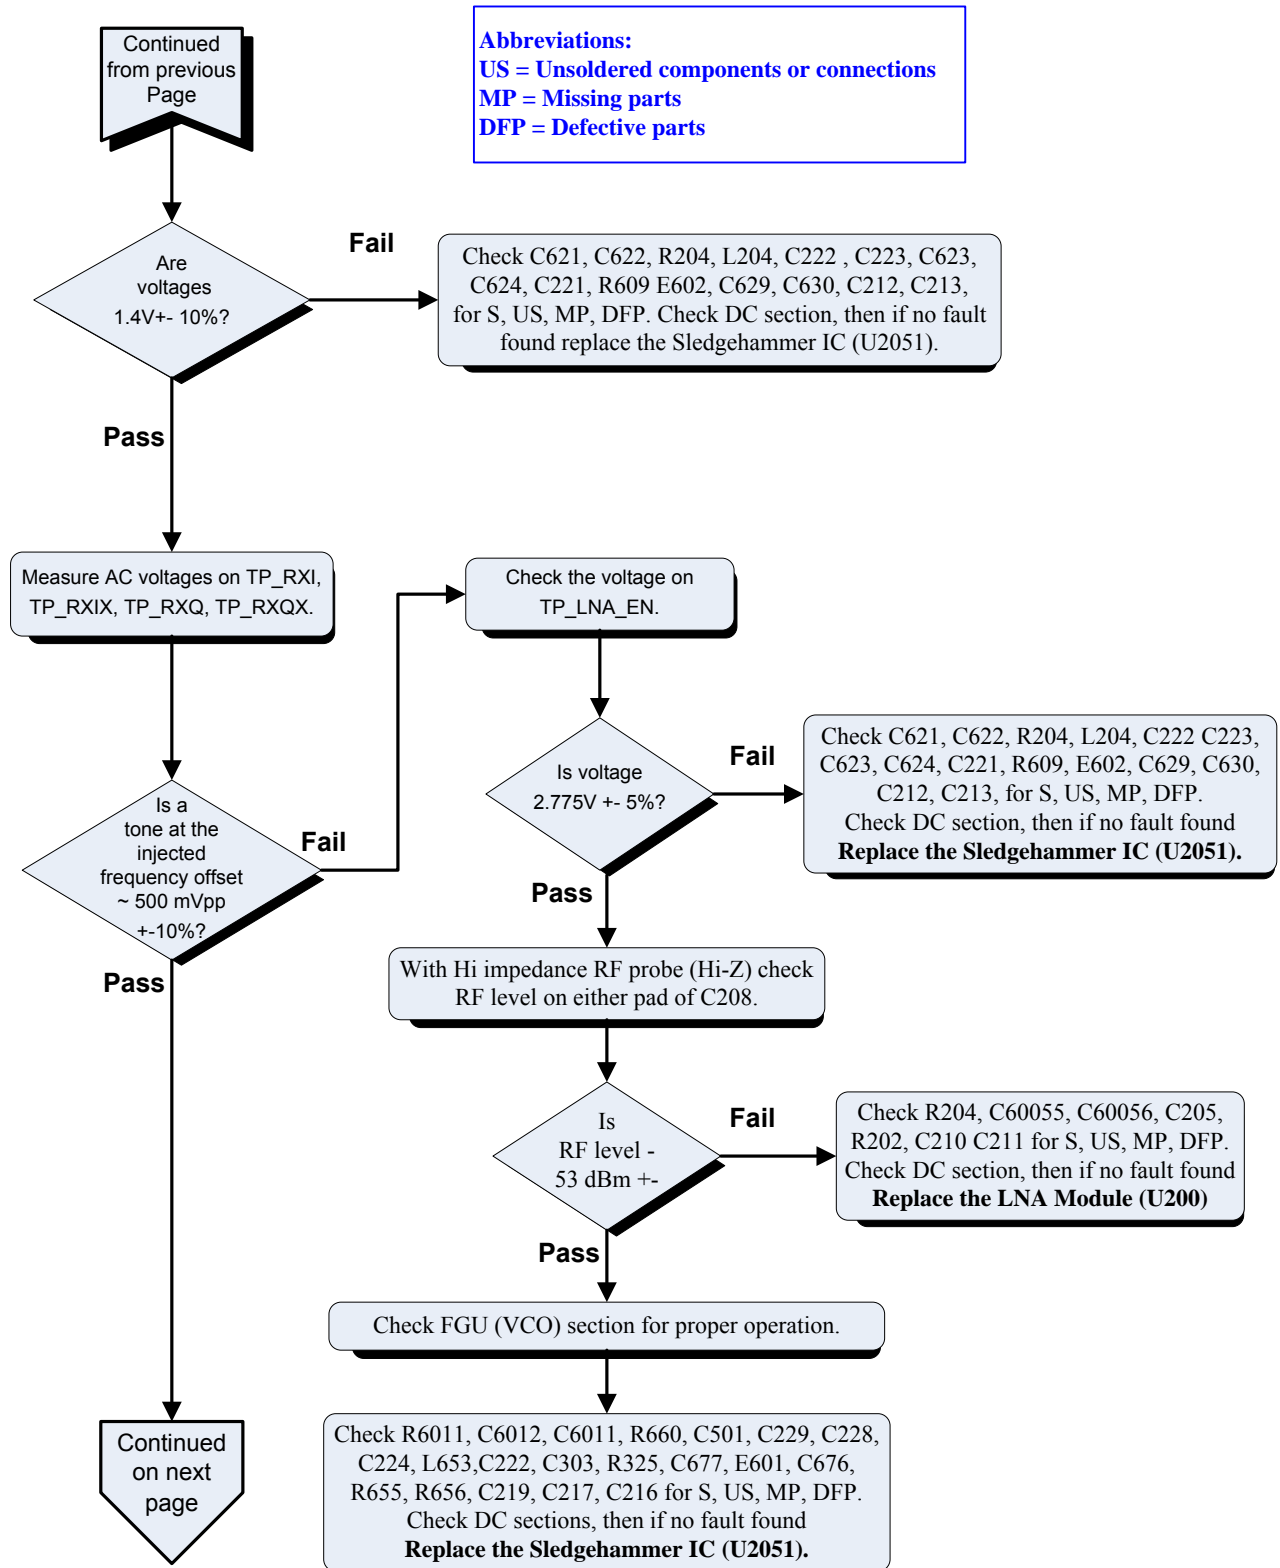 Continued
from previous
Page
Abbreviations:
US = Unsoldered components or connections
MP = Missing parts
DFP = Defective parts
Are
voltages
1.4V+- 10%?
Fail
Check C621, C622, R204, L204, C222 , C223, C623,
C624, C221, R609 E602, C629, C630, C212, C213,
for S, US, MP, DFP. Check DC section, then if no fault
found replace the Sledgehammer IC (U2051).
Pass
Measure AC voltages on TP_RXI,
TP_RXIX, TP_RXQ, TP_RXQX.
Check the voltage on
TP_LNA_EN.
Is a
tone at the
injected
frequency offset
~ 500 mVpp
+-10%?
Fail
Pass
Is voltage
2.775V +- 5%?
Fail
Check C621, C622, R204, L204, C222 C223,
C623, C624, C221, R609, E602, C629, C630,
C212, C213, for S, US, MP, DFP.
Check DC section, then if no fault found
Replace the Sledgehammer IC (U2051).
Pass
With Hi impedance RF probe (Hi-Z) check
RF level on either pad of C208.
Is
RF level -
53 dBm +-
Fail
Check R204, C60055, C60056, C205,
R202, C210 C211 for S, US, MP, DFP.
Check DC section, then if no fault found
Replace the LNA Module (U200)
Pass
Check FGU (VCO) section for proper operation.
Check R6011, C6012, C6011, R660, C501, C229, C228,
C224, L653,C222, C303, R325, C677, E601, C676,
R655, R656, C219, C217, C216 for S, US, MP, DFP.
Check DC sections, then if no fault found
Replace the Sledgehammer IC (U2051).
Continued
on next
page